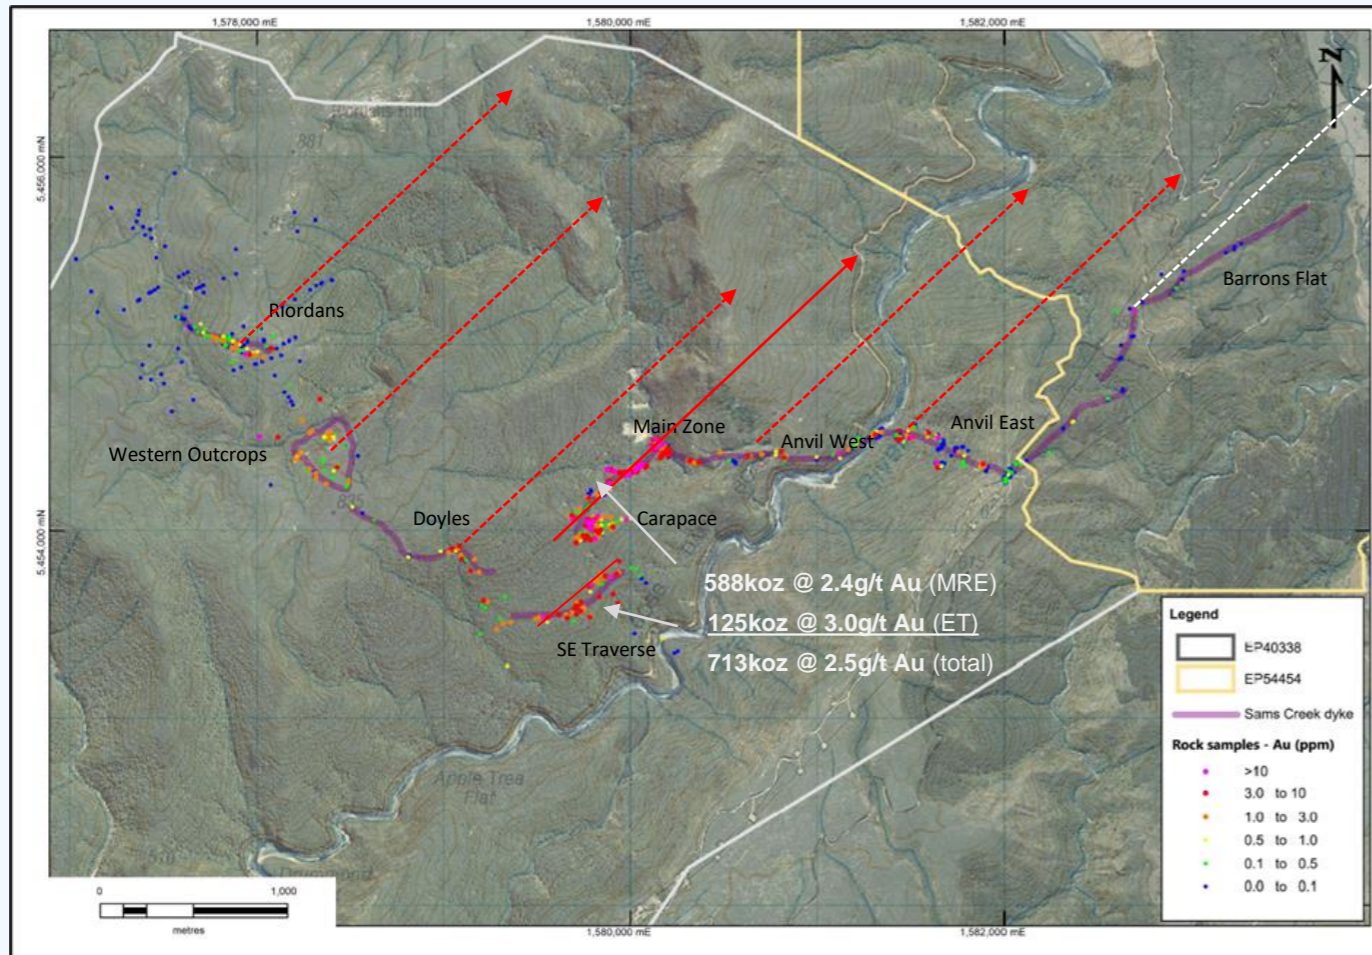 1,578,000 mE
1,580,000 mE
1,582,000 mE
N
881
5,456,000 mN
Riordans
Barrons Flat
Western Outcrops
Main Zone
Anvil West
Anvil East
825
Doyles
Carapace
5,454,000 mN
588koz @ 2.4g/t Au (MRE)
125koz @ 3.0g/t Au (ET)
713koz @ 2.5g/t Au (total)
SE Traverse
Apple Tree
Flat
Legend
EP40338
EP54454
Sams Creek dyke
Rock samples - Au (ppm)
>10
3.0 to 10
1.0 to 3.0
0.5 to 1.0
0.1 to 0.5
0.0 to 0.1
0 1,000
metres
1,580,000 mE
1,582,000 mE